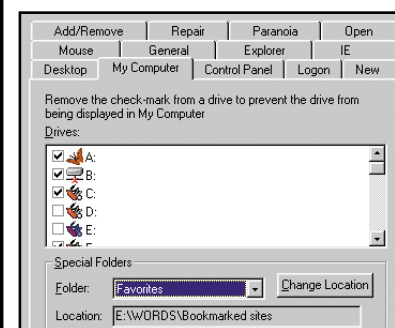 Add/Remove Repair Paranoia Open
Mouse General Explorer IE
Desktop My Computer Control Panel Logon New
Remove the check-mark from a drive to prevent the drive from
being displayed in My Computer
Drives:
A:
B:
C:
D:
E:
Special Folders
Folder: Favorites Change Location
Location: E:\WORDS\Bookmarked sites